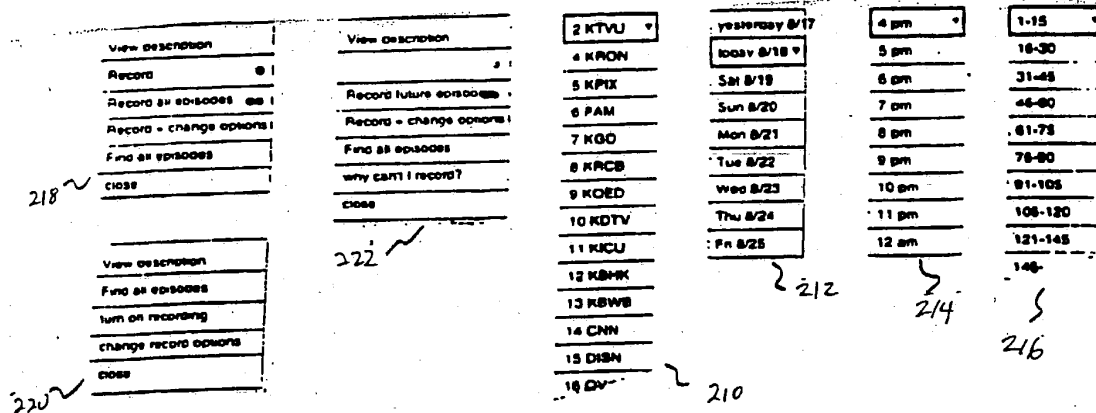 View description
Record
Record all episodes
Record + change options
Find all episodes
close
218
View description
Find all episodes
turn on recording
change record options
close
220
View description
Record future episodes
Record + change options
Find all episodes
why can't I record?
close
222
2 KTVU
4 KRON
5 KPIX
6 PAM
7 KGO
8 KRCB
9 KQED
10 KDTV
11 KICU
12 KBHK
13 KBWB
14 CNN
15 DISN
16
210
yesterday 8/17
today 8/18
Sat 8/19
Sun 8/20
Mon 8/21
Tue 8/22
Wed 8/23
Thu 8/24
Fri 8/25
212
4 pm
5 pm
6 pm
7 pm
8 pm
9 pm
10 pm
11 pm
12 am
214
1-15
16-30
31-45
46-60
61-75
76-90
91-105
106-120
121-145
146-
216